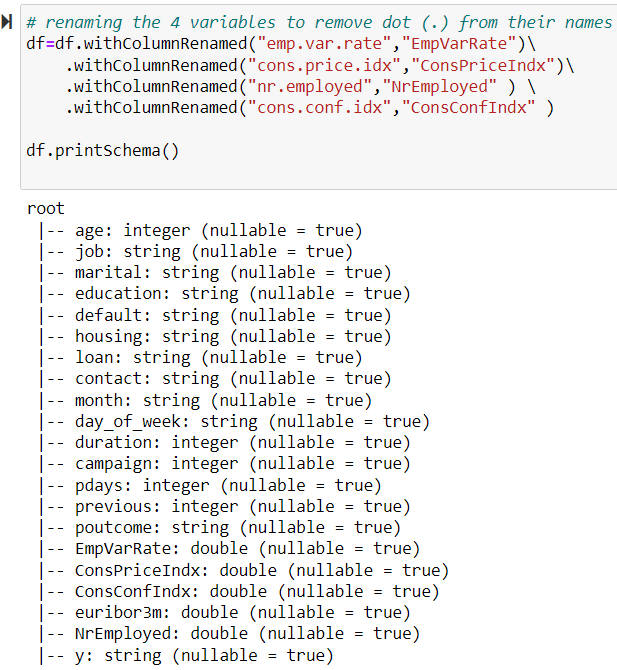 # renaming the 4 variables to remove dot (.) from their names
df=df.withColumnRenamed("emp.var.rate","EmpVarRate")\
    .withColumnRenamed("cons.price.idx","ConsPriceIndx")\
    .withColumnRenamed("nr.employed","NrEmployed" ) \
    .withColumnRenamed("cons.conf.idx","ConsConfIndx" )
df.printSchema()
root
 |-- age: integer (nullable = true)
 |-- job: string (nullable = true)
 |-- marital: string (nullable = true)
 |-- education: string (nullable = true)
 |-- default: string (nullable = true)
 |-- housing: string (nullable = true)
 |-- loan: string (nullable = true)
 |-- contact: string (nullable = true)
 |-- month: string (nullable = true)
 |-- day_of_week: string (nullable = true)
 |-- duration: integer (nullable = true)
 |-- campaign: integer (nullable = true)
 |-- pdays: integer (nullable = true)
 |-- previous: integer (nullable = true)
 |-- poutcome: string (nullable = true)
 |-- EmpVarRate: double (nullable = true)
 |-- ConsPriceIndx: double (nullable = true)
 |-- ConsConfIndx: double (nullable = true)
 |-- euribor3m: double (nullable = true)
 |-- NrEmployed: double (nullable = true)
 |-- y: string (nullable = true)